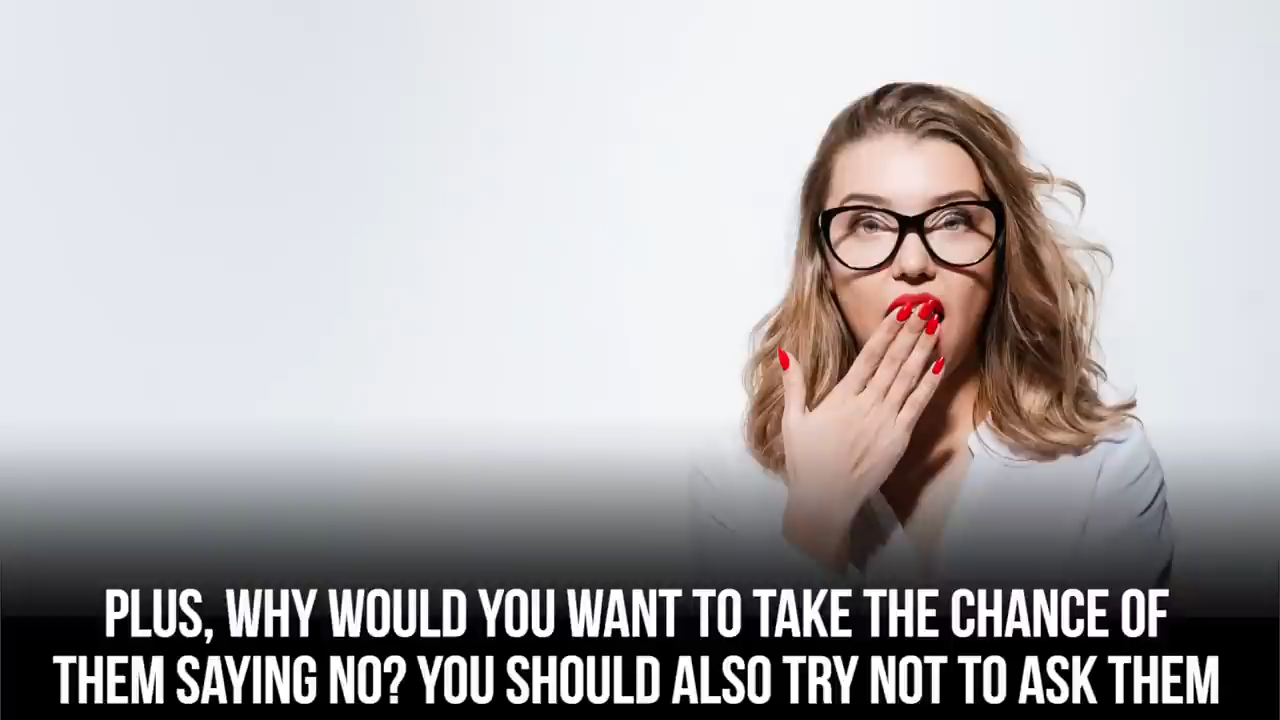 PLUS, WHY WOULD YOU WANT TO TAKE THE CHANCE OF
THEM SAYING NO? YOU SHOULD ALSO TRY NOT TO ASK THEM